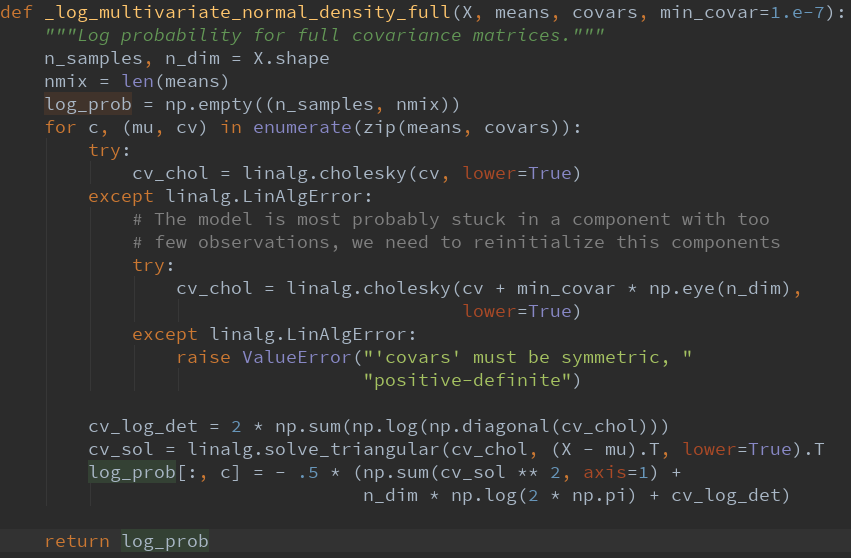 def _log_multivariate_normal_density_full(X, means, covars, min_covar=1.e-7):
    """Log probability for full covariance matrices."""
    n_samples, n_dim = X.shape
    nmix = len(means)
    log_prob = np.empty((n_samples, nmix))
    for c, (mu, cv) in enumerate(zip(means, covars)):
        try:
            cv_chol = linalg.cholesky(cv, lower=True)
        except linalg.LinAlgError:
            # The model is most probably stuck in a component with too
            # few observations, we need to reinitialize this components
            try:
                cv_chol = linalg.cholesky(cv + min_covar * np.eye(n_dim),
                                          lower=True)
            except linalg.LinAlgError:
                raise ValueError("'covars' must be symmetric, "
                                 "positive-definite")
        cv_log_det = 2 * np.sum(np.log(np.diagonal(cv_chol)))
        cv_sol = linalg.solve_triangular(cv_chol, (X - mu).T, lower=True).T
        log_prob[:, c] = - .5 * (np.sum(cv_sol ** 2, axis=1) +
                                 n_dim * np.log(2 * np.pi) + cv_log_det)
    return log_prob